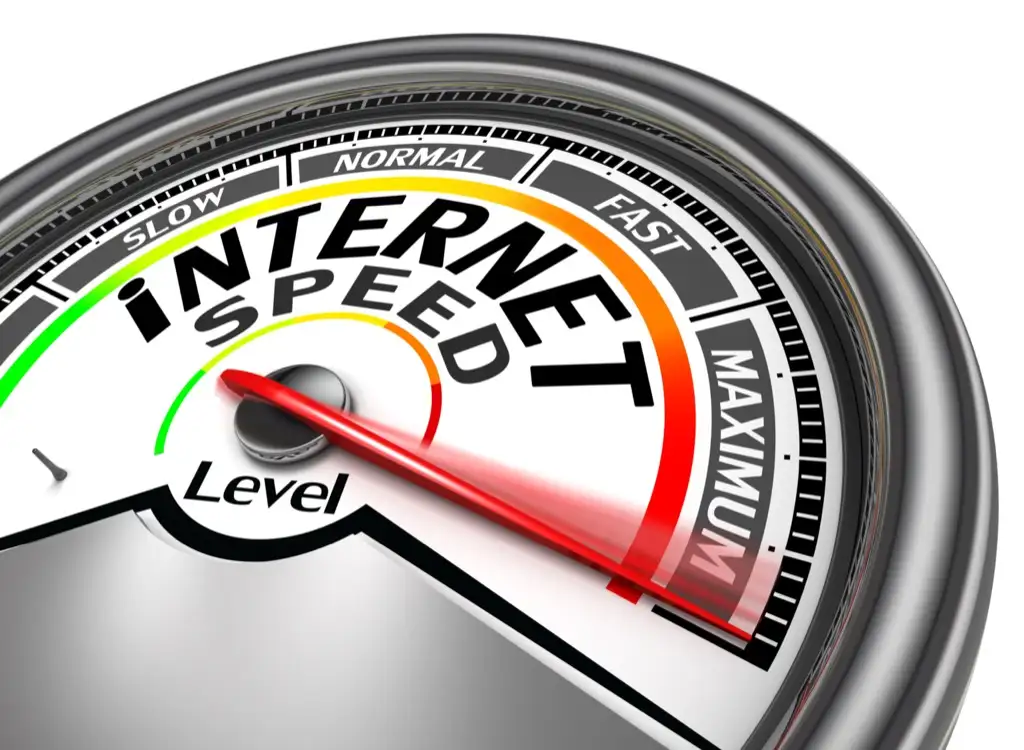 SLOW
NORMAL
FAST
MAXIMUM
iNTERNET
SPEED
Level